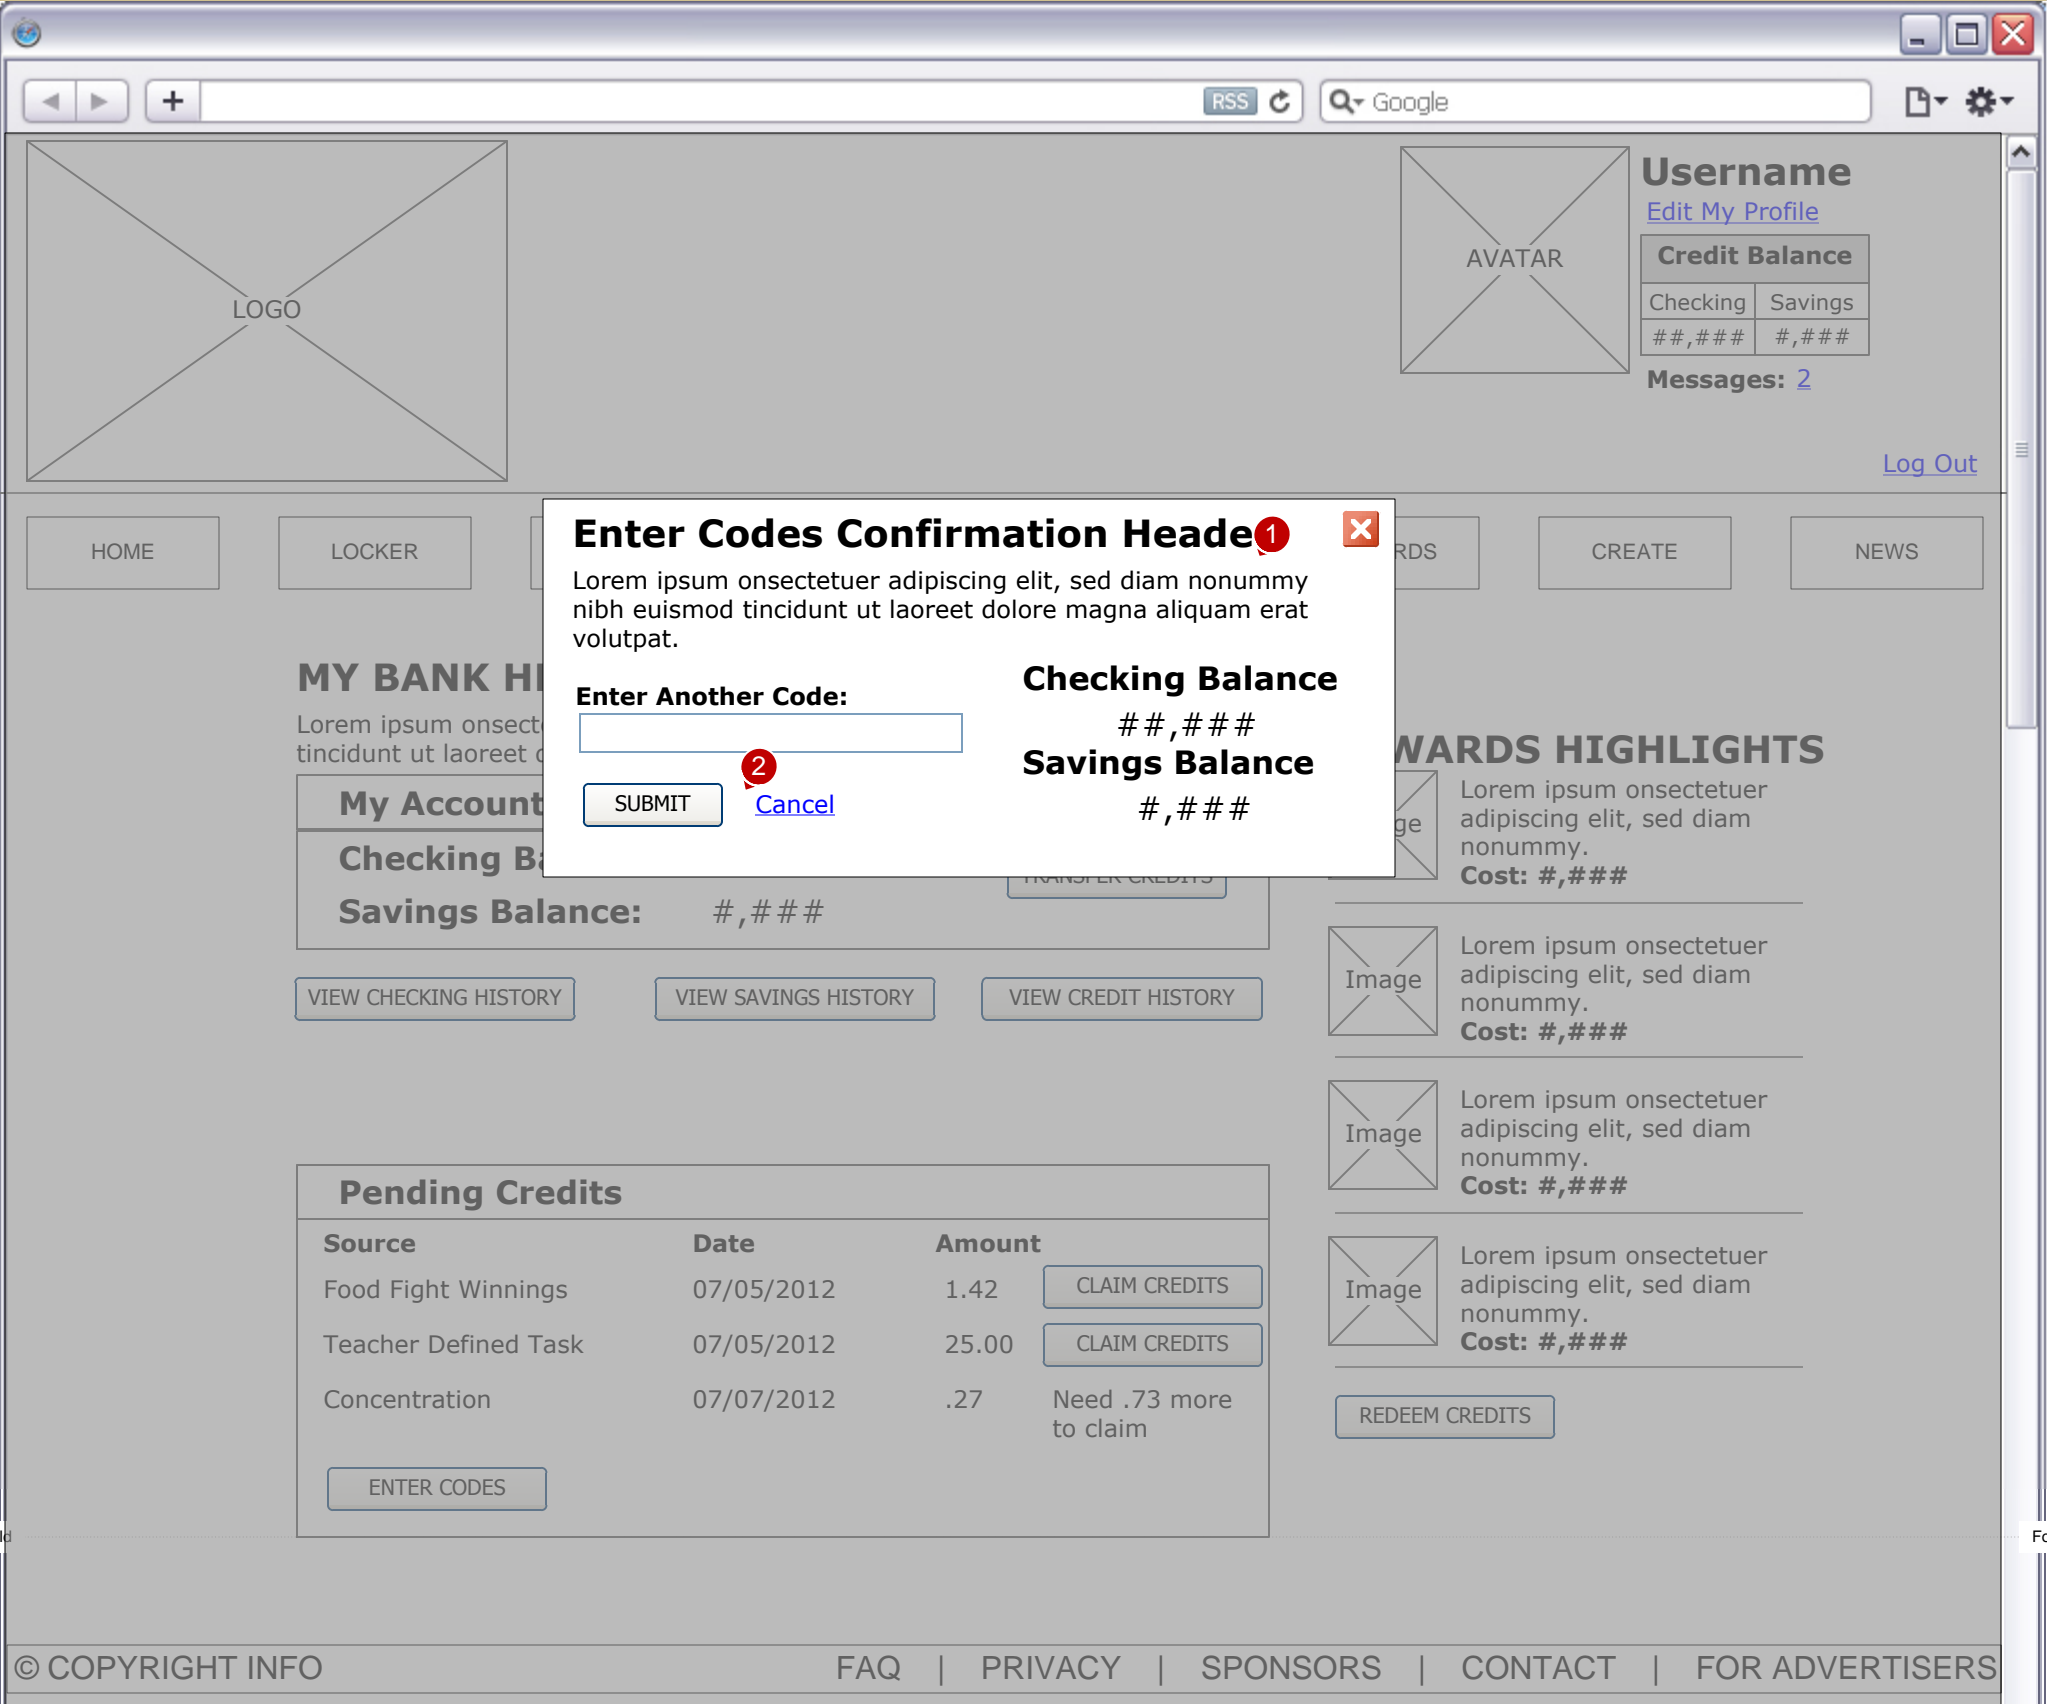 RSS
Google
LOGO
AVATAR
Username
Edit My Profile
Credit Balance
Checking Savings
##,### #,###
Messages: 2
Log Out
HOME LOCKER RDS CREATE NEWS
Enter Codes Confirmation Heade 1
Lorem ipsum onsectetuer adipiscing elit, sed diam nonummy
nibh euismod tincidunt ut laoreet dolore magna aliquam erat
volutpat.
Enter Another Code:
2
SUBMIT Cancel
Checking Balance
##,###
Savings Balance
#,###
MY BANK H
Lorem ipsum onsect
tincidunt ut laoreet
My Account
Checking Ba
TRANSFER CREDITS
Savings Balance: #,###
VIEW CHECKING HISTORY VIEW SAVINGS HISTORY VIEW CREDIT HISTORY
Pending Credits
Source Date Amount
Food Fight Winnings 07/05/2012 1.42 CLAIM CREDITS
Teacher Defined Task 07/05/2012 25.00 CLAIM CREDITS
Concentration 07/07/2012 .27 Need .73 more
to claim
ENTER CODES
WARDS HIGHLIGHTS
ge
Lorem ipsum onsectetuer
adipiscing elit, sed diam
nonummy.
Cost: #,###
Image
Lorem ipsum onsectetuer
adipiscing elit, sed diam
nonummy.
Cost: #,###
Image
Lorem ipsum onsectetuer
adipiscing elit, sed diam
nonummy.
Cost: #,###
Image
Lorem ipsum onsectetuer
adipiscing elit, sed diam
nonummy.
Cost: #,###
REDEEM CREDITS
ld
Fo
© COPYRIGHT INFO FAQ | PRIVACY | SPONSORS | CONTACT | FOR ADVERTISERS